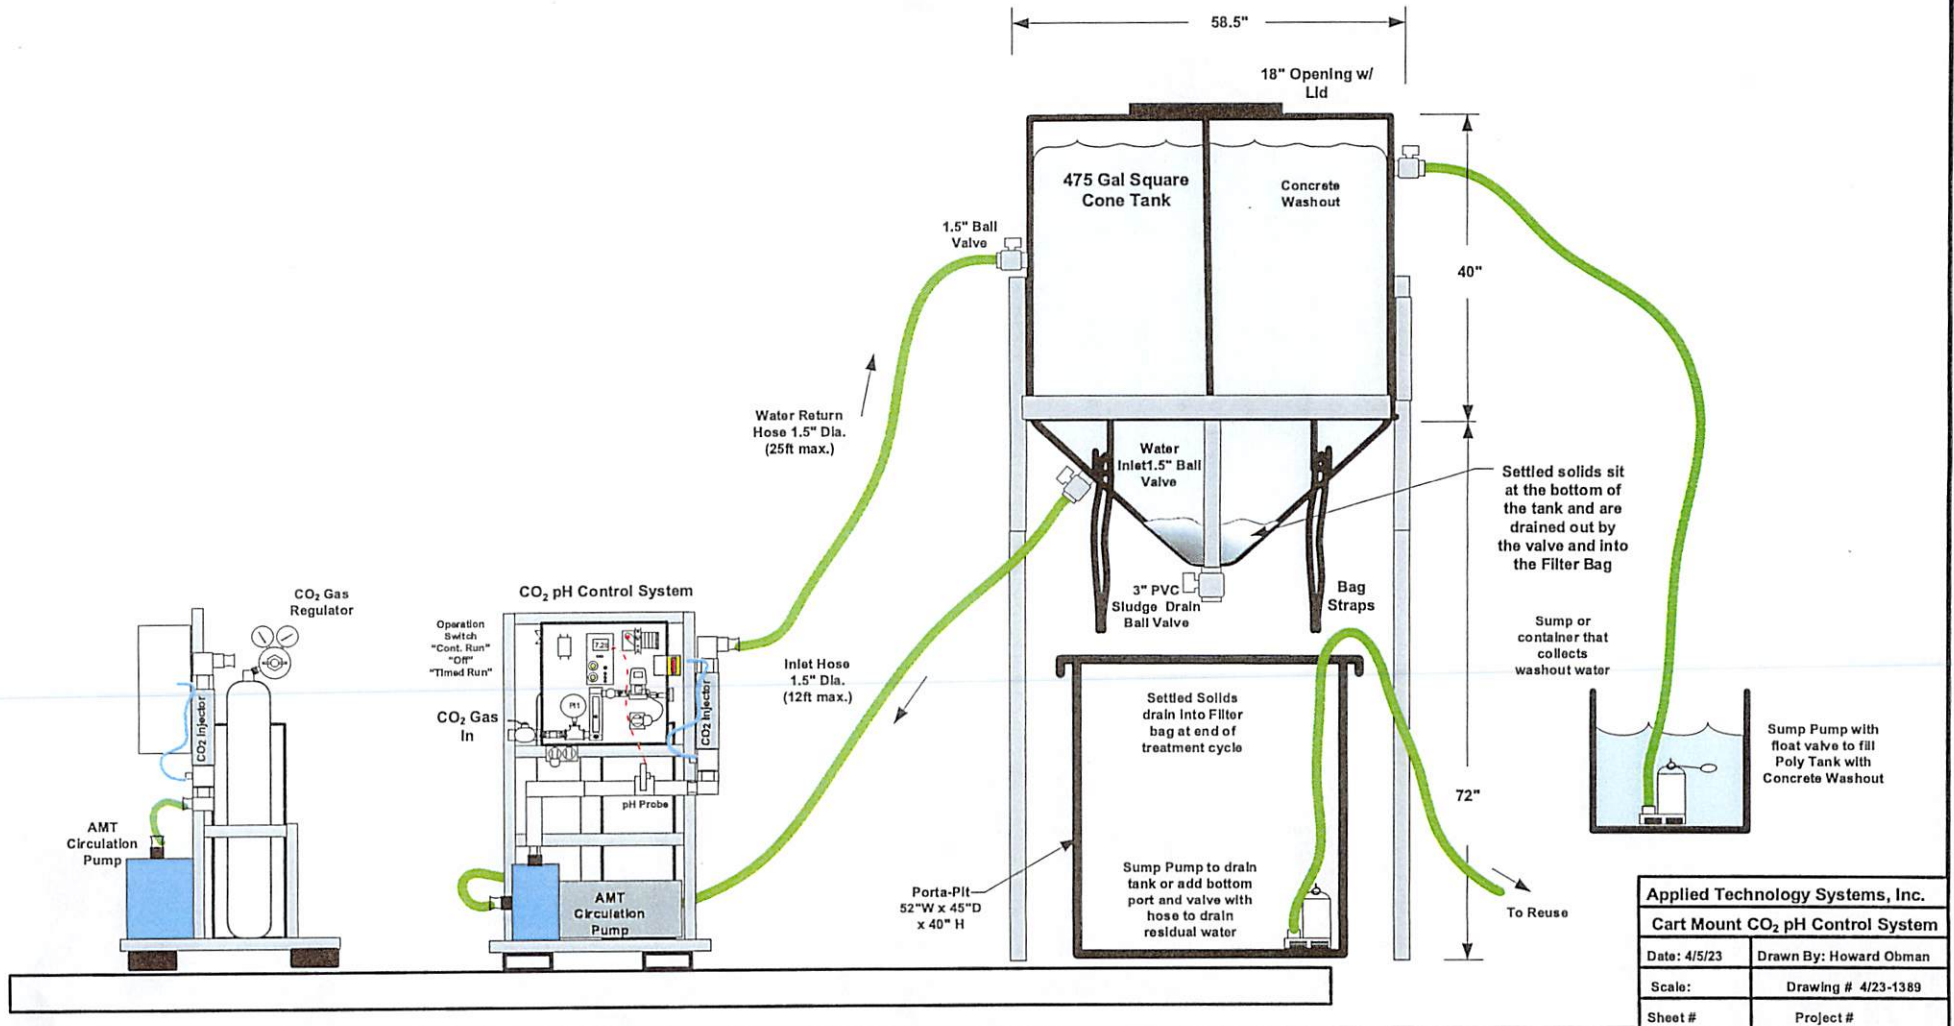 58.5"
18" Opening w/
Lid
475 Gal Square
Cone Tank
Concrete
Washout
1.5" Ball
Valve
40"
Water Return
Hose 1.5" Dia.
(25ft max.)
Water
Inlet1.5" Ball
Valve
Settled solids sit
at the bottom of
the tank and are
drained out by
the valve and into
the Filter Bag
3" PVC
Sludge Drain
Ball Valve
Bag
Straps
CO2 Gas
Regulator
CO2 pH Control System
Operation
Switch
"Cont. Run"
"Off"
"Timed Run"
Sump or
container that
collects
washout water
Inlet Hose
1.5" Dia.
(12ft max.)
CO2 Gas
In
CO2 Injector
CO2 Injector
7.20
PI1
pH Probe
Settled Solids
drain into Filter
bag at end of
treatment cycle
Sump Pump with
float valve to fill
Poly Tank with
Concrete Washout
72"
AMT
Circulation
Pump
AMT
Circulation
Pump
Porta-Pit
52"W x 45"D
x 40" H
Sump Pump to drain
tank or add bottom
port and valve with
hose to drain
residual water
To Reuse
Applied Technology Systems, Inc.
Cart Mount CO2 pH Control System
Date: 4/5/23
Drawn By: Howard Obman
Scale:
Drawing # 4/23-1389
Sheet #
Project #